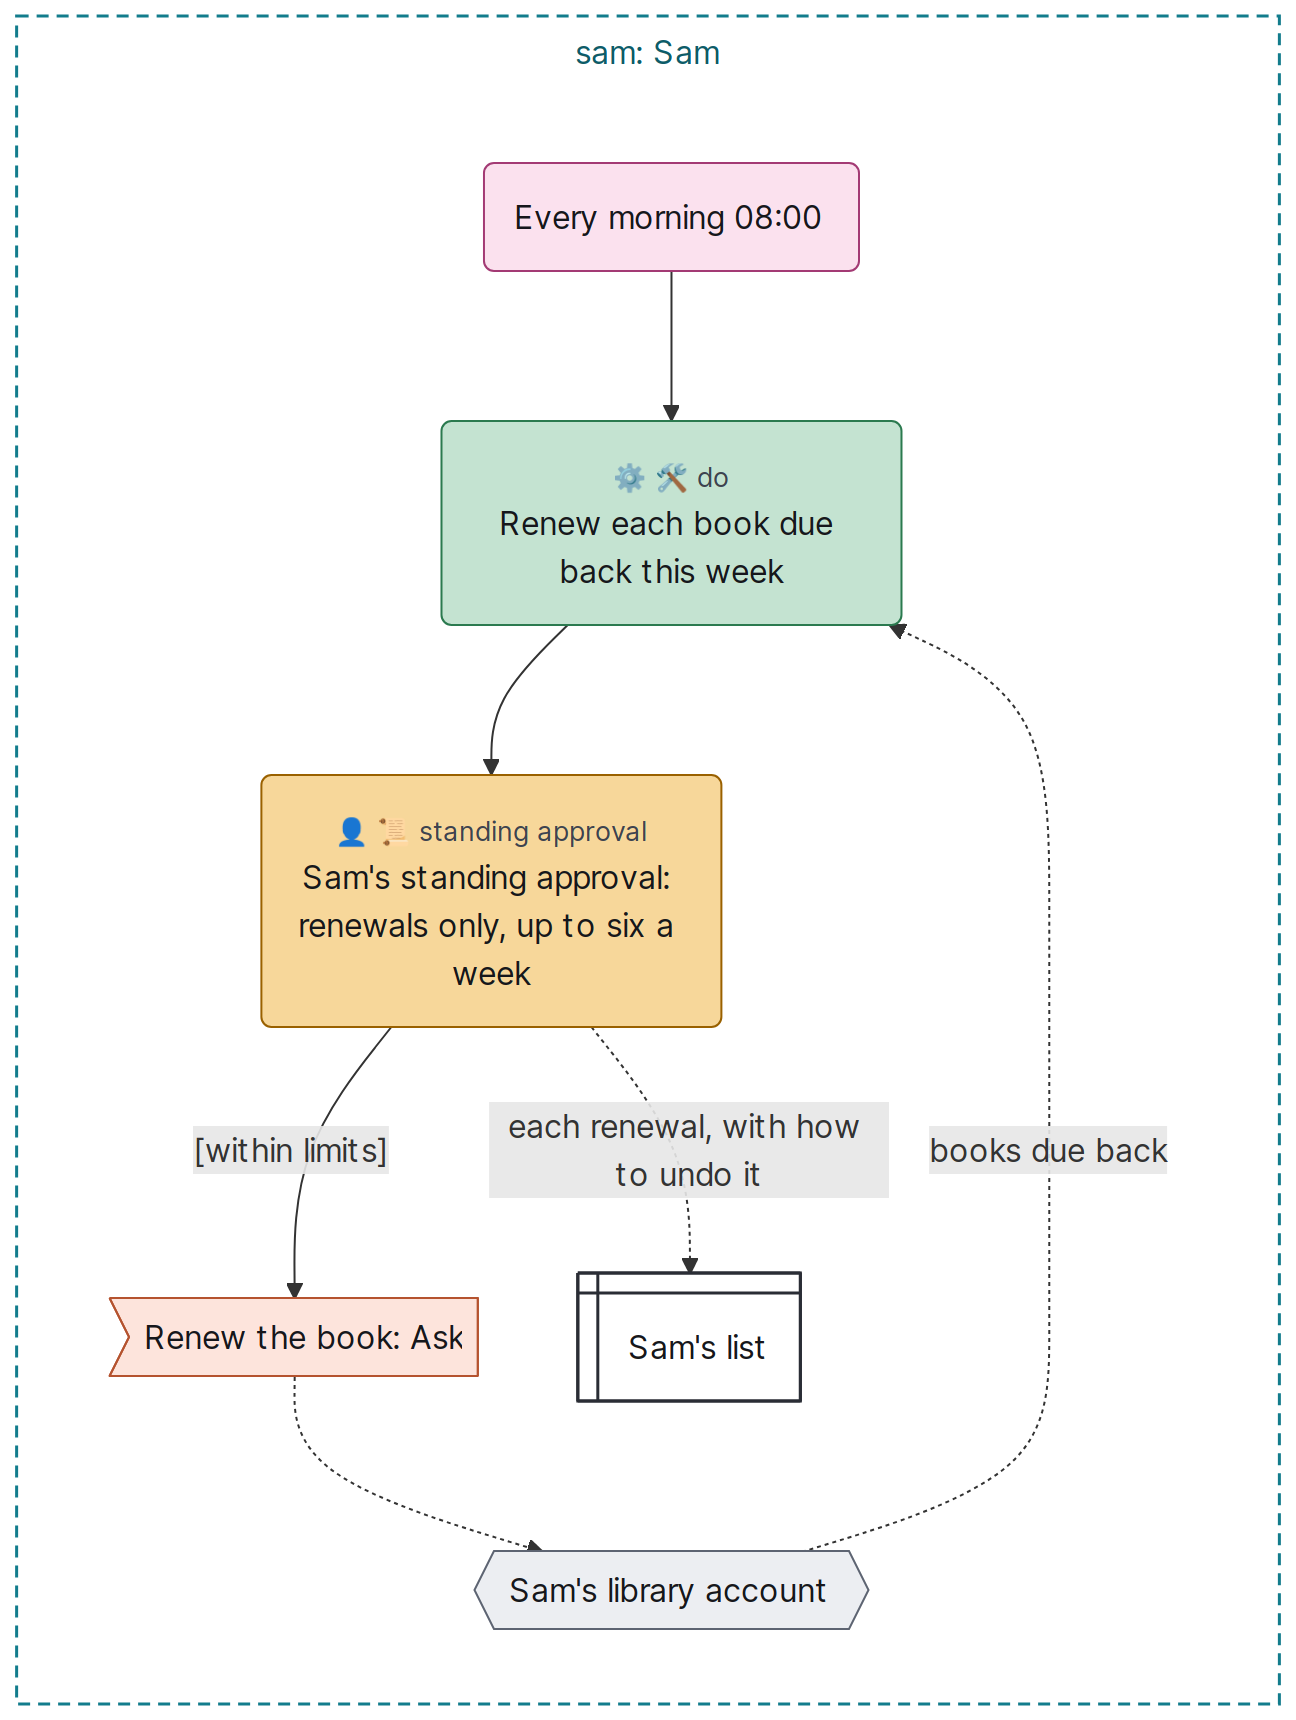 sam: Sam
Every morning 08:00
do
Renew each book due
back this week
standing approval
Sam's standing approval:
renewals only, up to six a
week
[within limits]
each renewal, with how
to undo it
books due back
Renew the book: Ask
Sam's list
Sam's library account